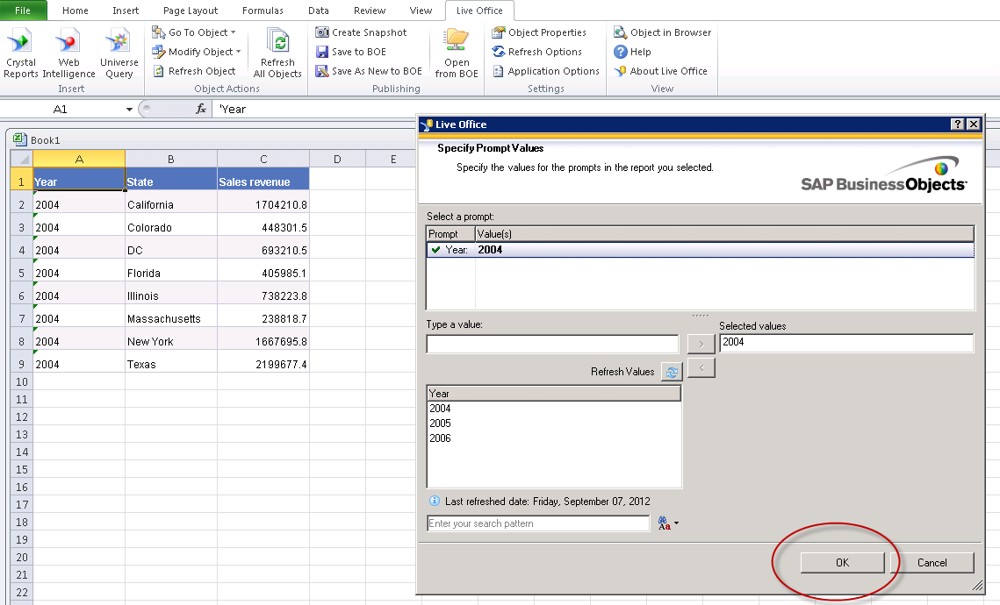 File Home Insert Page Layout Formulas Data Review View Live Office
Go To Object Create Snapshot Object Properties Object in Browser
Modify Object Save to BOE Refresh Options Help
Crystal Reports Web Intelligence Universe Query Refresh Object Refresh All Objects Save As New to BOE Open from BOE Application Options About Live Office
Insert Object Actions Publishing Settings View
A1 fx 'Year
Book1
A B C D E
1 Year State Sales revenue
2 2004 California 1704210.8
3 2004 Colorado 448301.5
4 2004 DC 693210.5
5 2004 Florida 405985.1
6 2004 Illinois 738223.8
7 2004 Massachusetts 238818.7
8 2004 New York 1667695.8
9 2004 Texas 2199677.4
10
11
12
13
14
15
16
17
18
19
20
21
22
Live Office
Specify Prompt Values
Specify the values for the prompts in the report you selected.
SAP BusinessObjects
Select a prompt:
Prompt Value(s)
Year: 2004
Type a value:
Selected values
> 2004
Refresh Values <
Year
2004
2005
2006
Last refreshed date: Friday, September 07, 2012
Enter your search pattern Aa
OK Cancel